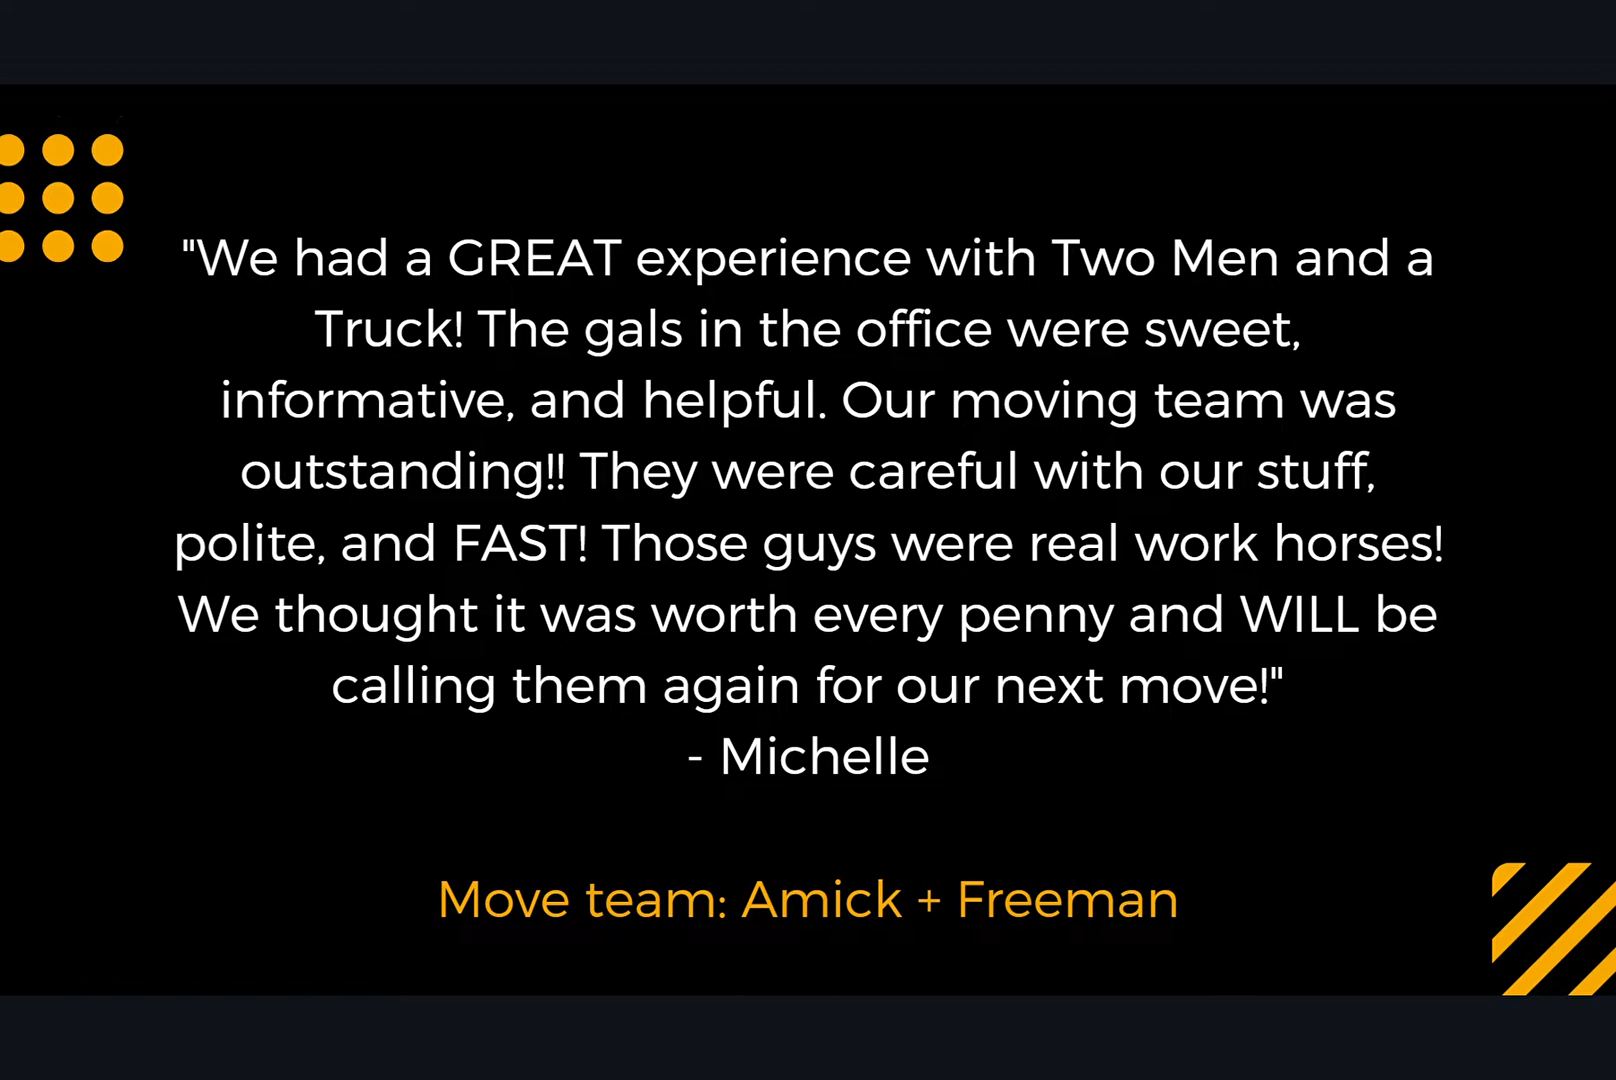 "We had a GREAT experience with Two Men and a
Truck! The gals in the office were sweet,
informative, and helpful. Our moving team was
outstanding!! They were careful with our stuff,
polite, and FAST! Those guys were real work horses!
We thought it was worth every penny and WILL be
calling them again for our next move!"
- Michelle
Move team: Amick + Freeman